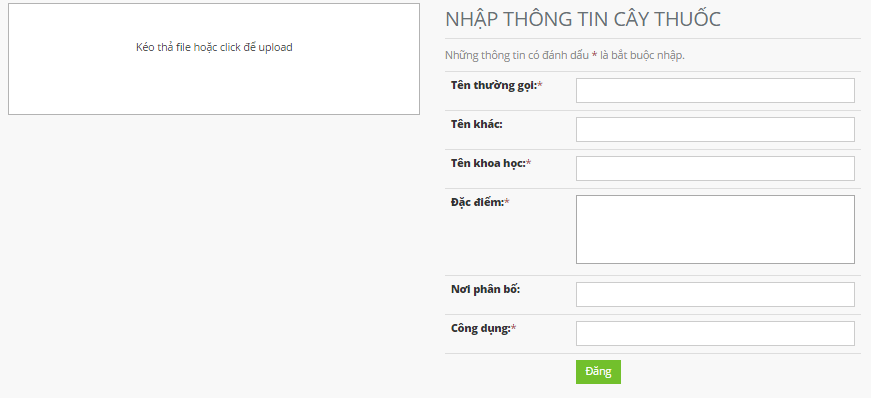 Kéo thả file hoặc click để upload
NHẬP THÔNG TIN CÂY THUỐC
Những thông tin có đánh dấu * là bắt buộc nhập.
Tên thường gọi:*
Tên khác:
Tên khoa học:*
Đặc điểm:*
Nơi phân bố:
Công dụng:*
Đăng